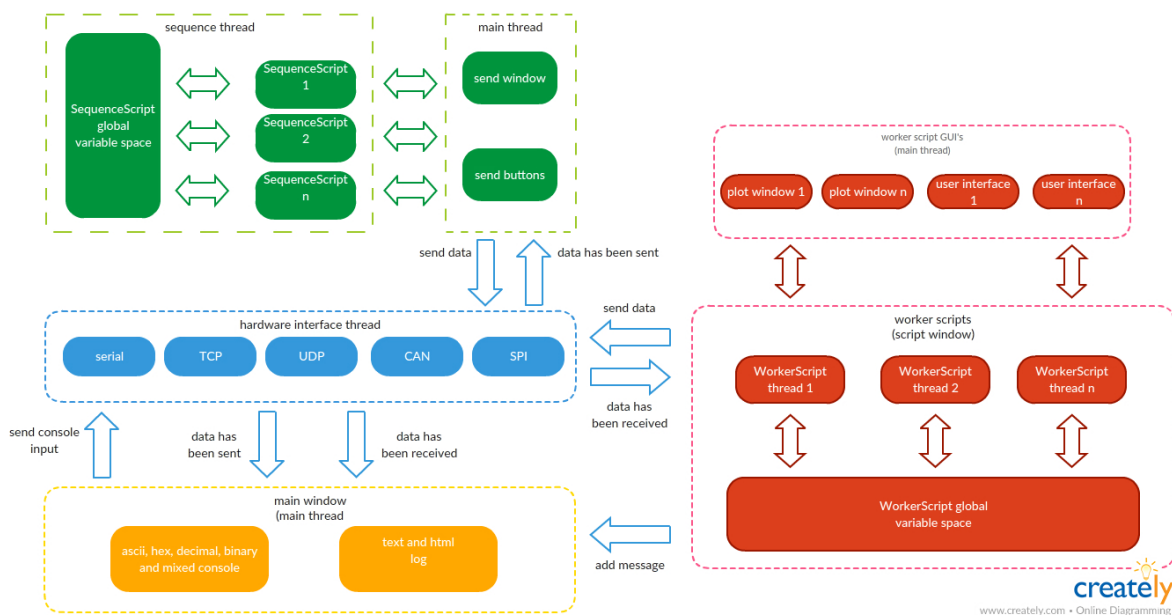 sequence thread
main thread
SequenceScript
global
variable space
SequenceScript
1
SequenceScript
2
SequenceScript
n
send window
send buttons
worker script GUI's
(main thread)
plot window 1
plot window n
user interface
1
user interface
n
send data
data has been sent
hardware interface thread
serial
TCP
UDP
CAN
SPI
send data
data has
been received
worker scripts
(script window)
WorkerScript
thread 1
WorkerScript
thread 2
WorkerScript
thread n
WorkerScript global
variable space
send console
input
data has
been sent
data has
been received
main window
(main thread
ascii, hex, decimal, binary
and mixed console
text and html
log
add message
creately
www.creately.com • Online Diagramming